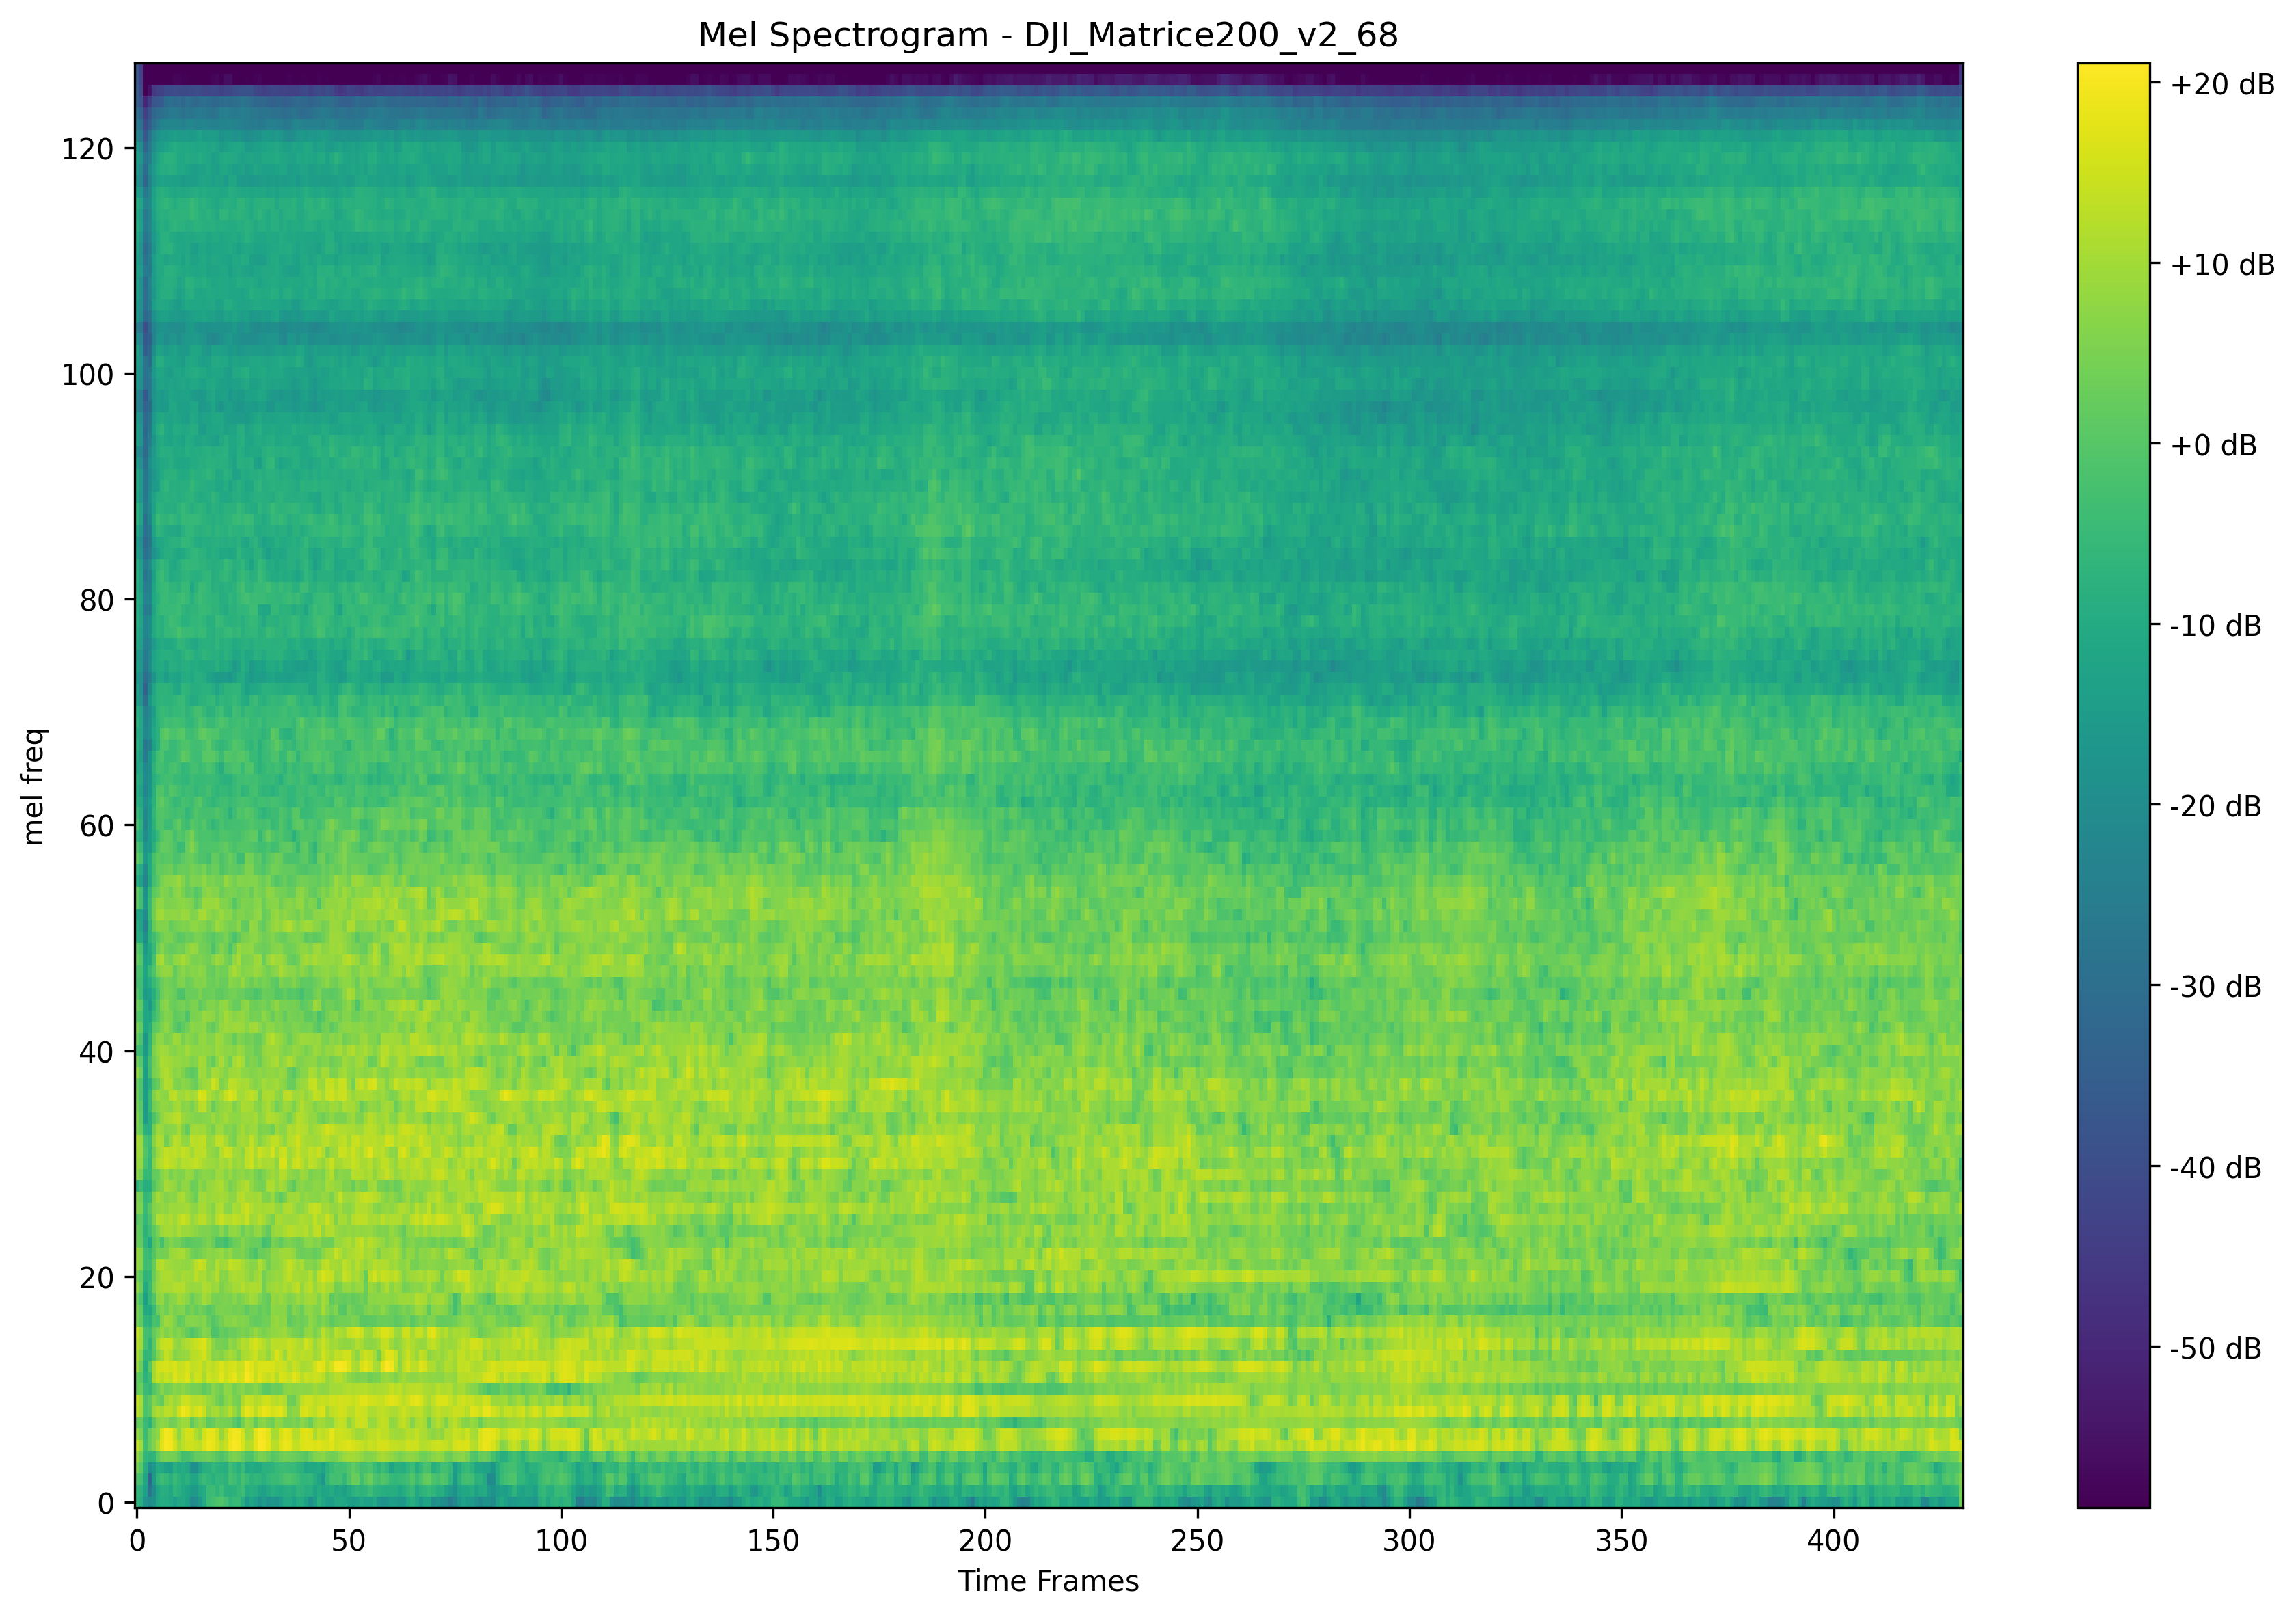 Mel Spectrogram - DJI_Matrice200_v2_68
mel freq
120
100
80
60
40
20
0
0 50 100 150 200 250 300 350 400
Time Frames
+20 dB
+10 dB
+0 dB
-10 dB
-20 dB
-30 dB
-40 dB
-50 dB